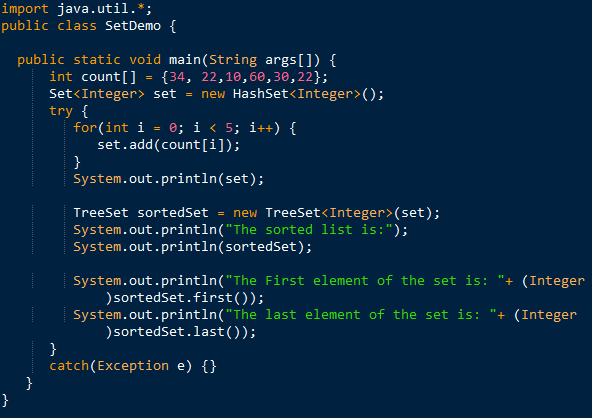 import java.util.*;
public class SetDemo {
public static void main(String args[]) {
int count[] = {34, 22,10,60,30,22};
Set<Integer> set = new HashSet<Integer>();
try {
for(int i = 0; i < 5; i++) {
set.add(count[i]);
}
System.out.println(set);
TreeSet sortedSet = new TreeSet<Integer>(set);
System.out.println("The sorted list is:");
System.out.println(sortedSet);
System.out.println("The First element of the set is: "+ (Integer
)sortedSet.first());
System.out.println("The last element of the set is: "+ (Integer
)sortedSet.last());
}
catch(Exception e) {}
}
}